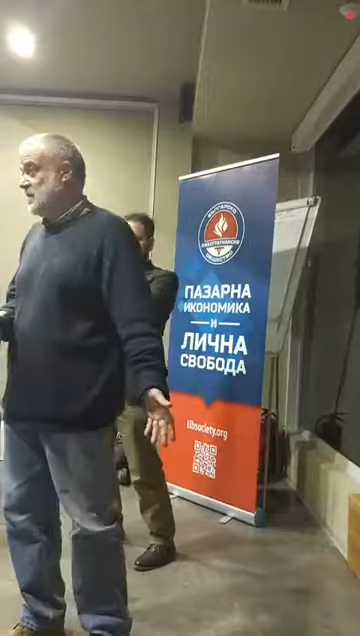 БЪЛГАРСКО
ЛИБЕРТАРИАНСКО
ОБЩЕСТВО
ПАЗАРНА
ИКОНОМИКА
И
ЛИЧНА
СВОБОДА
Libsociety.org